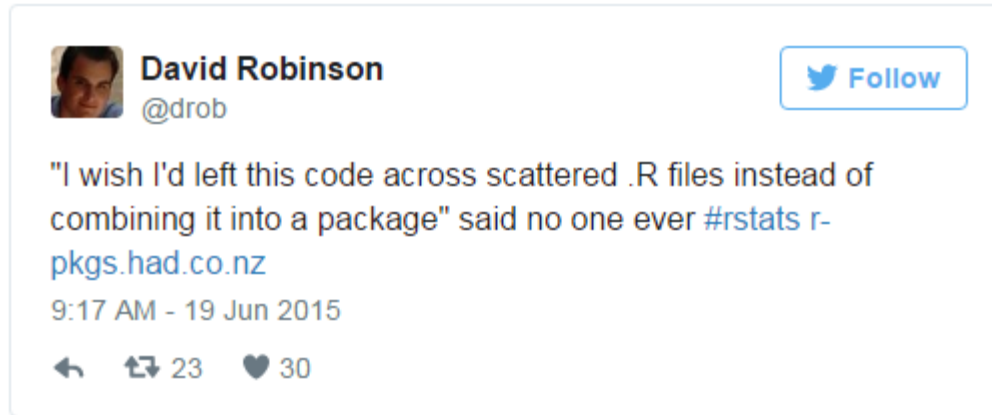 David Robinson
@drob
Follow
"I wish I'd left this code across scattered .R files instead of
combining it into a package" said no one ever #rstats r-
pkgs.had.co.nz
9:17 AM - 19 Jun 2015
23 30